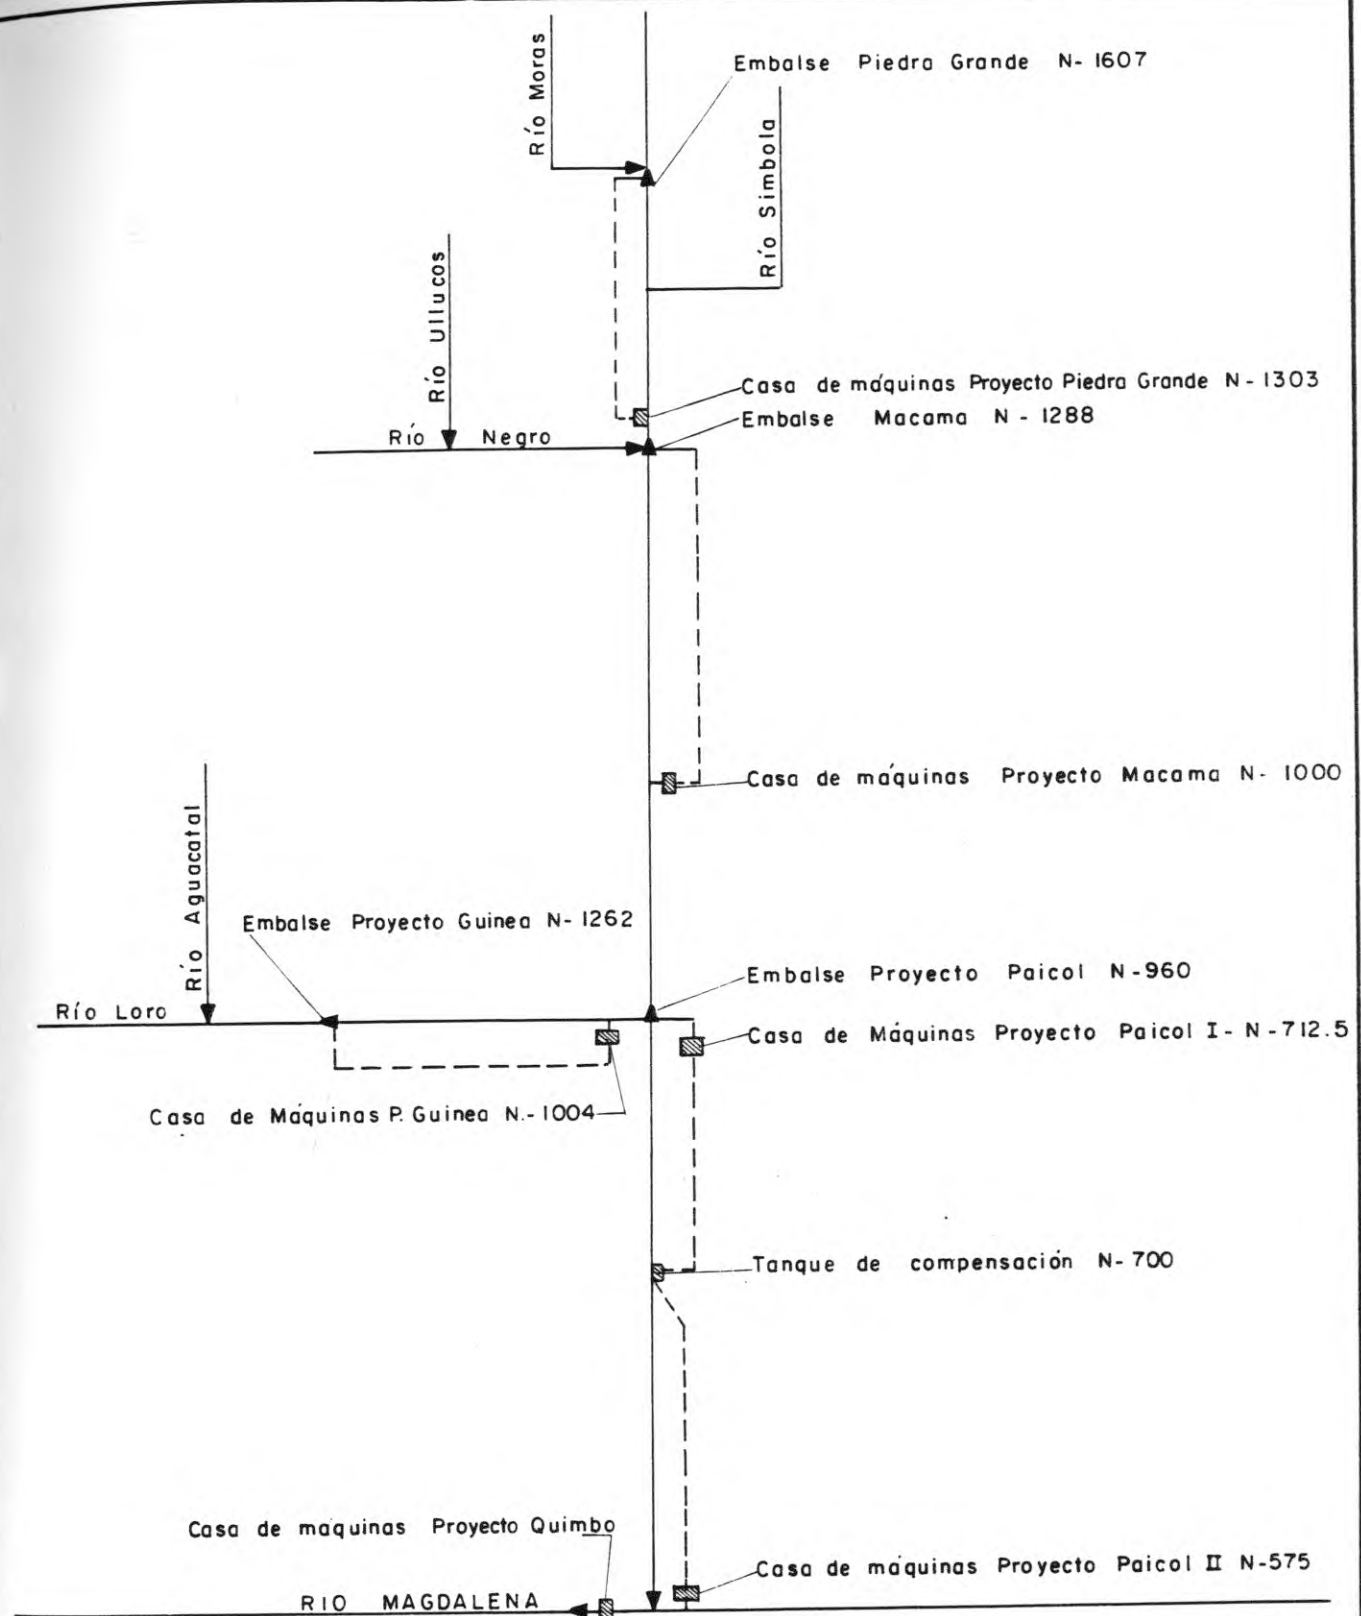 Río Moras
Embalse Piedra Grande N- 1607
Río Simbola
Río Ullucos
Casa de máquinas Proyecto Piedra Grande N - 1303
Embalse Macama N - 1288
Río Negro
Casa de máquinas Proyecto Macama N- 1000
Río Aguacatal
Embalse Proyecto Guinea N- 1262
Embalse Proyecto Paicol N -960
Río Loro
Casa de Máquinas Proyecto Paicol I - N -712.5
Casa de Máquinas P. Guinea N.- 1004
Tanque de compensación N- 700
Casa de maquinas Proyecto Quimbo
Casa de máquinas Proyecto Paicol II N-575
RIO MAGDALENA